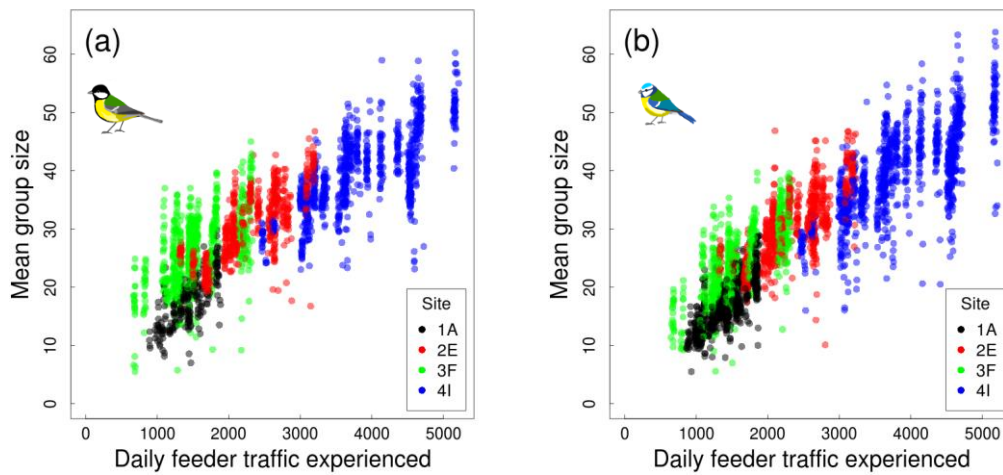 (a)
Mean group size
60
50
40
30
20
10
0
Site
1A
2E
3F
4I
0 1000 2000 3000 4000 5000
Daily feeder traffic experienced
(b)
Mean group size
60
50
40
30
20
10
0
Site
1A
2E
3F
4I
0 1000 2000 3000 4000 5000
Daily feeder traffic experienced